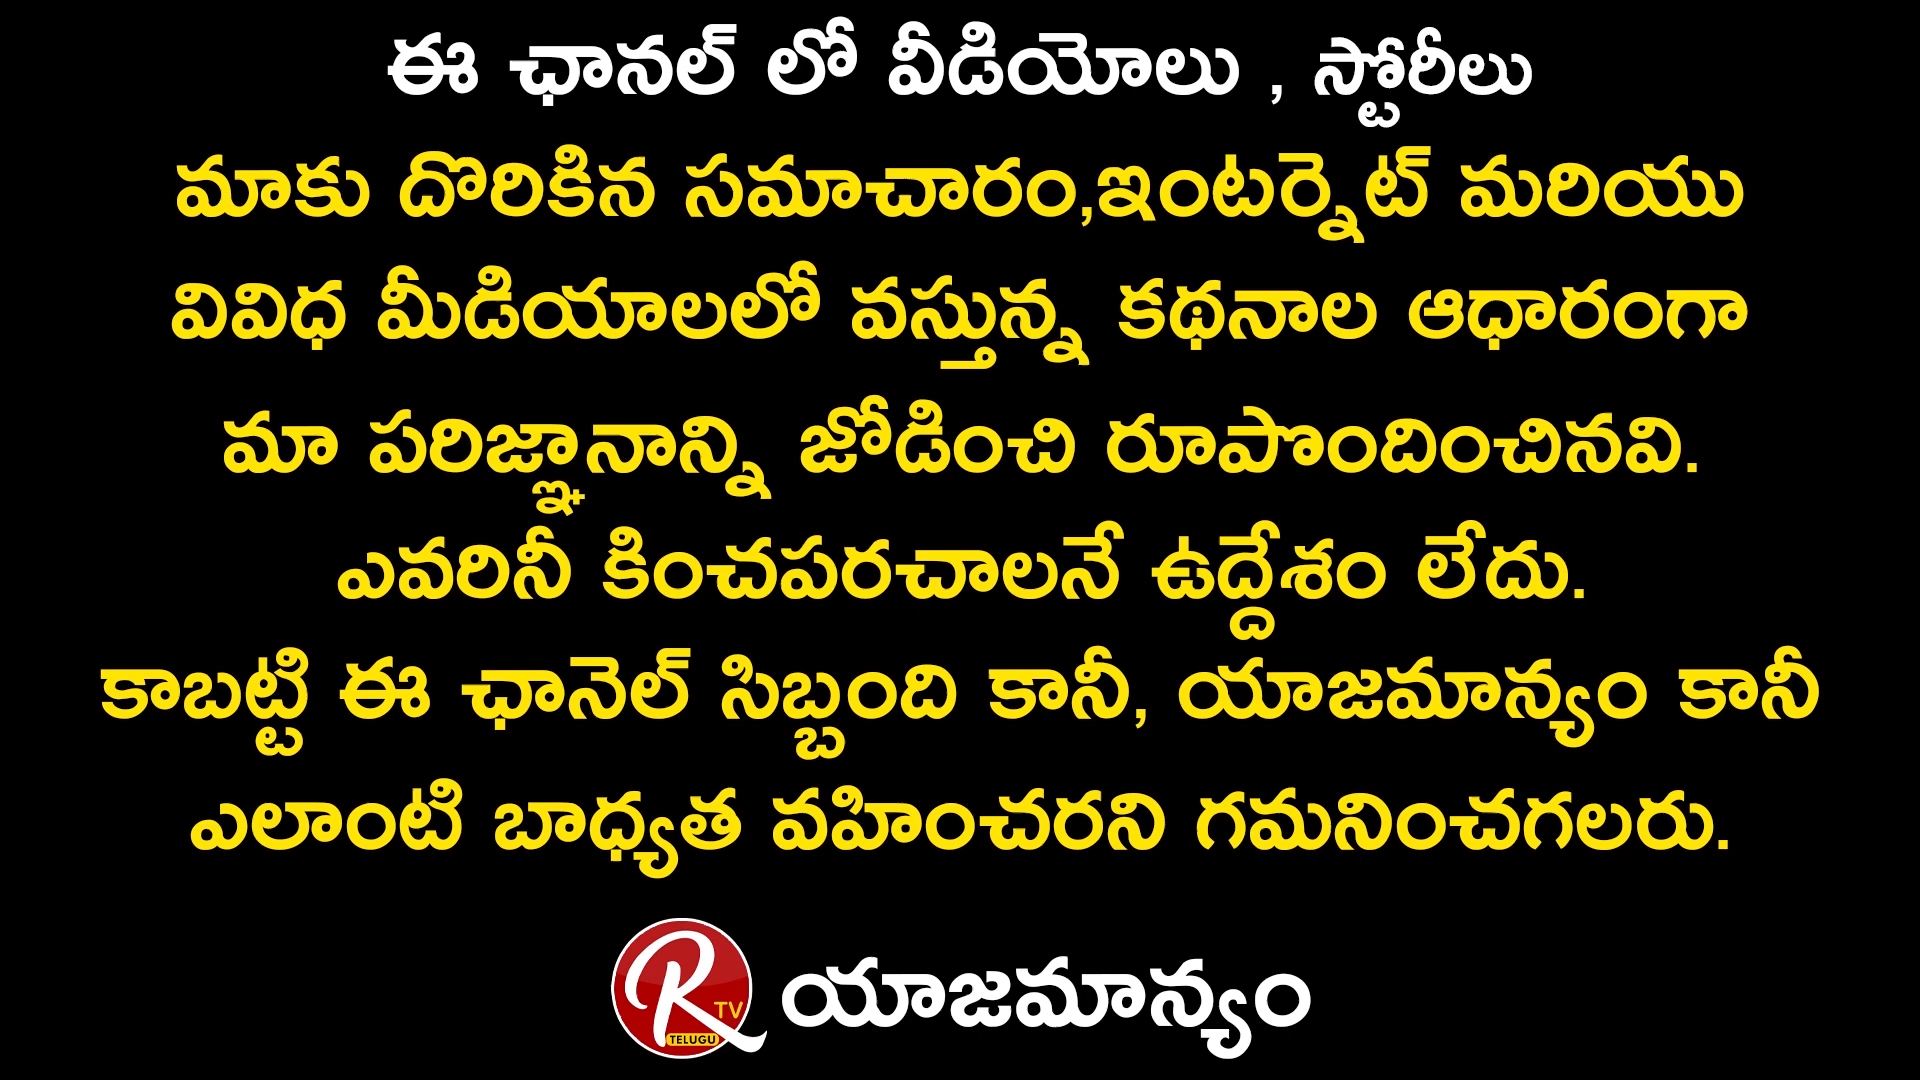 ఈ ఛానల్ లో వీడియోలు , స్టోరీలు
మాకు దొరికిన సమాచారం,ఇంటర్నెట్ మరియు
వివిధ మీడియాలలో వస్తున్న కథనాల ఆధారంగా
మా పరిజ్ఞానాన్ని జోడించి రూపొందించినవి.
ఎవరినీ కించపరచాలనే ఉద్దేశం లేదు.
కాబట్టి ఈ ఛానెల్ సిబ్బంది కానీ, యాజమాన్యం కానీ
ఎలాంటి బాధ్యత వహించరని గమనించగలరు.
R TV TELUGU యాజమాన్యం